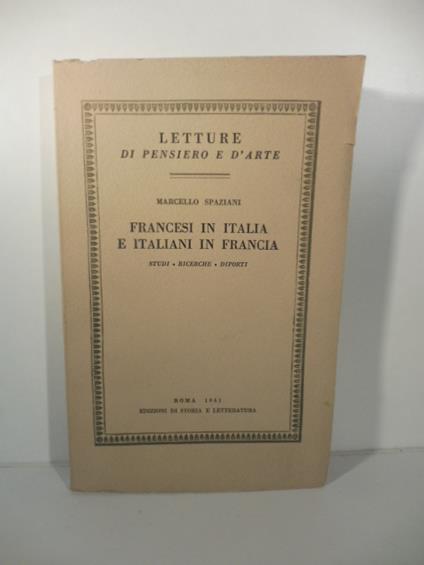 LETTURE
DI PENSIERO E D'ARTE
MARCELLO SPAZIANI
FRANCESI IN ITALIA
E ITALIANI IN FRANCIA
STUDI • RICERCHE • DIPORTI
ROMA 1961
EDIZIONI DI STORIA E LETTERATURA